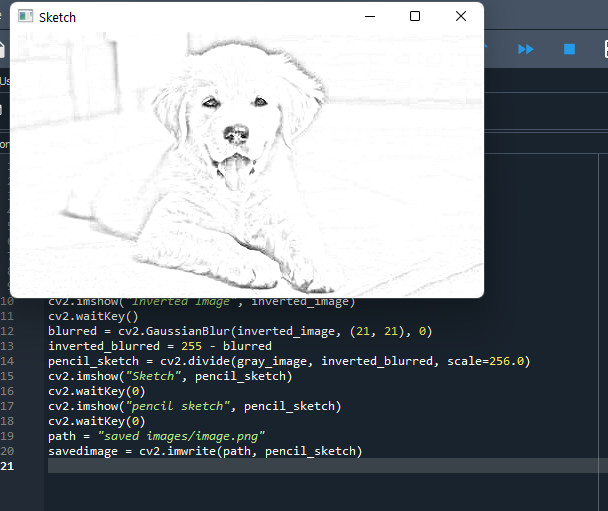 Sketch
10 cv2.imshow("Inverted Image", inverted_image)
11 cv2.waitKey()
12 blurred = cv2.GaussianBlur(inverted_image, (21, 21), 0)
13 inverted_blurred = 255 - blurred
14 pencil_sketch = cv2.divide(gray_image, inverted_blurred, scale=256.0)
15 cv2.imshow("Sketch", pencil_sketch)
16 cv2.waitKey(0)
17 cv2.imshow("pencil sketch", pencil_sketch)
18 cv2.waitKey(0)
19 path = "saved images/image.png"
20 savedimage = cv2.imwrite(path, pencil_sketch)
21